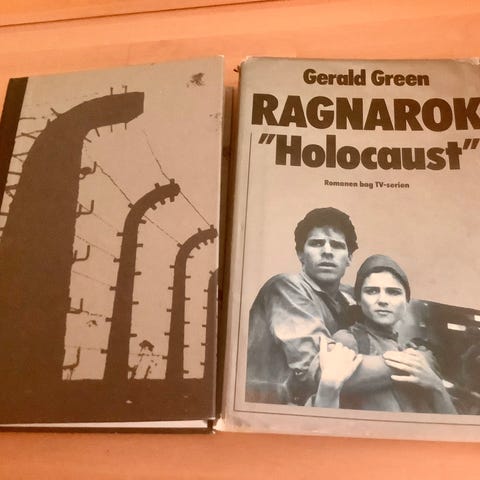 Gerald Green
RAGNAROK
"Holocaust"
Romanen bag TV-serien